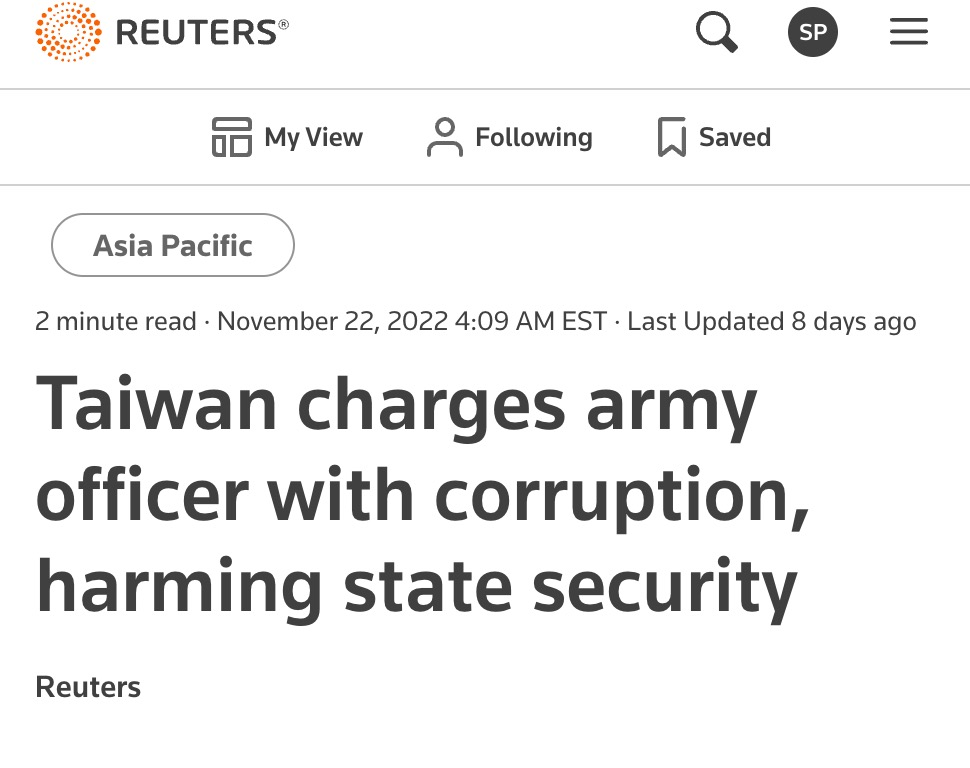 REUTERS®
SP
My View
Following
Saved
Asia Pacific
2 minute read · November 22, 2022 4:09 AM EST · Last Updated 8 days ago
Taiwan charges army
officer with corruption,
harming state security
Reuters